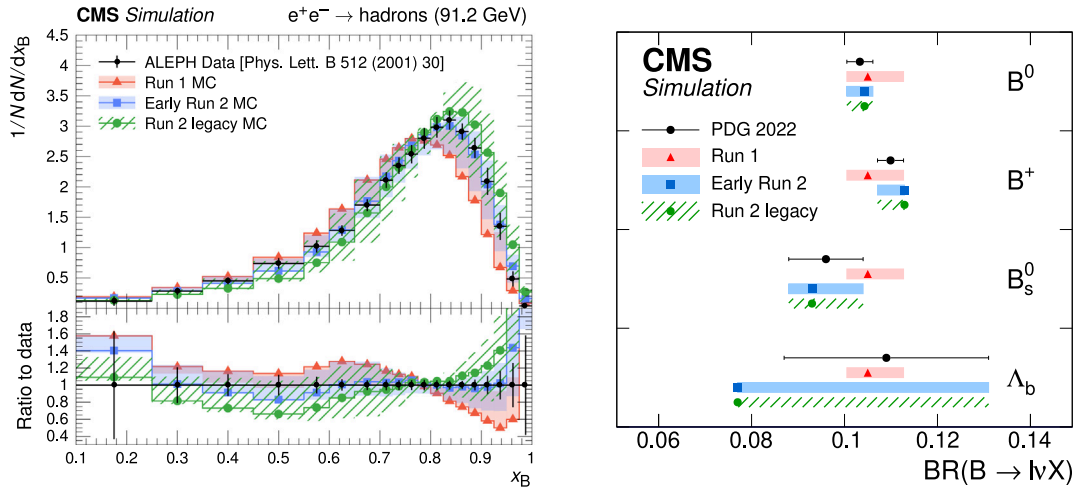 CMS Simulation e⁺e⁻ → hadrons (91.2 GeV)
1/N dN/dx_B
4.5
4
3.5
3
2.5
2
1.5
1
0.5
ALEPH Data [Phys. Lett. B 512 (2001) 30]
Run 1 MC
Early Run 2 MC
Run 2 legacy MC
Ratio to data
1.8
1.6
1.4
1.2
1
0.8
0.6
0.4
0.1 0.2 0.3 0.4 0.5 0.6 0.7 0.8 0.9 1
x_B
CMS
Simulation
PDG 2022
Run 1
Early Run 2
Run 2 legacy
B⁰
B⁺
B_s⁰
Λ_b
0.06 0.08 0.1 0.12 0.14
BR(B → lνX)